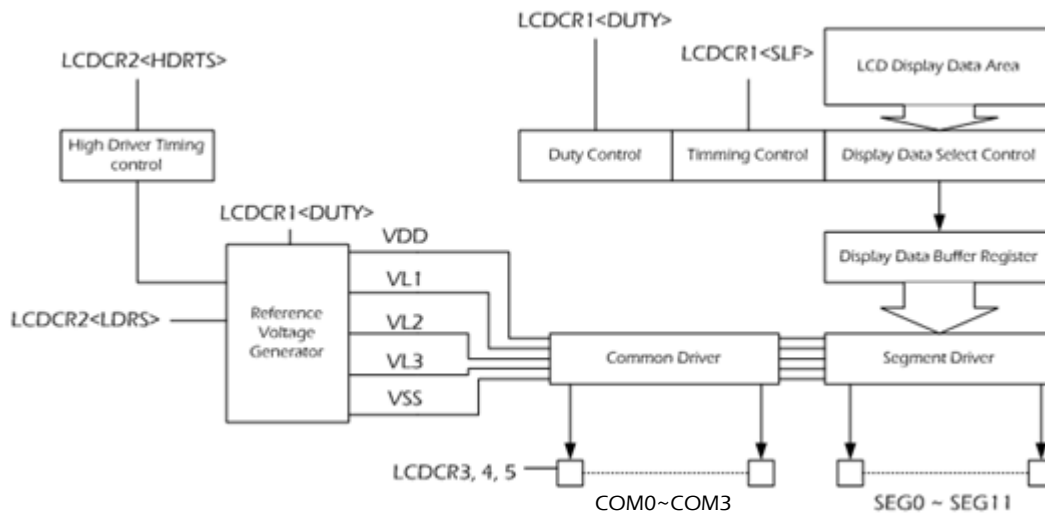 LCDCR1<DUTY>
LCDCR2<HDRTS>
LCDCR1<SLF>
LCD Display Data Area
High Driver Timing
control
Duty Control
Timming Control
Display Data Select Control
LCDCR1<DUTY>
VDD
Display Data Buffer Register
VL1
LCDCR2<LDRS>
Reference
Voltage
Generator
VL2
VL3
VSS
Common Driver
Segment Driver
LCDCR3, 4, 5
COM0~COM3
SEG0 ~ SEG11